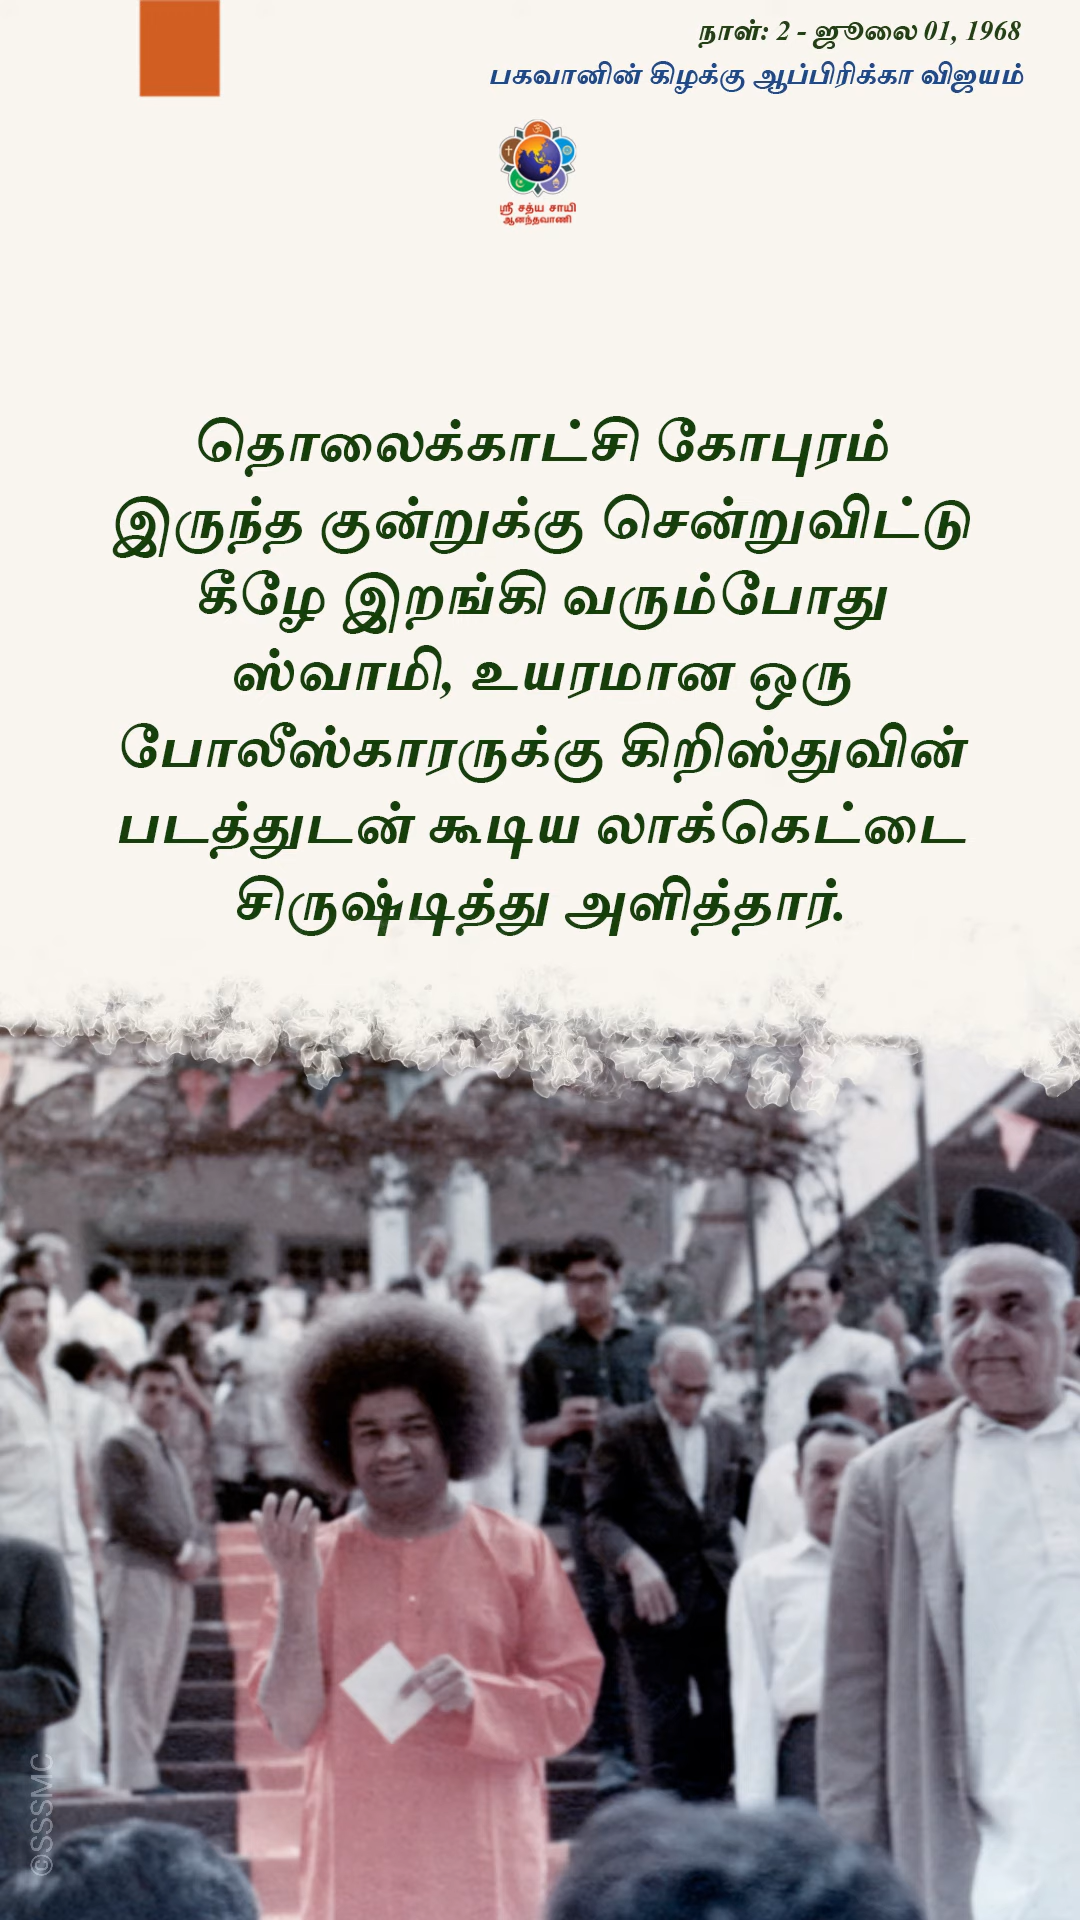 நாள்: 2 - ஜூலை 01, 1968
பகவானின் கிழக்கு ஆப்பிரிக்கா விஜயம்
ஸ்ரீ சத்ய சாயி
ஆனந்தவாணி
தொலைக்காட்சி கோபுரம்
இருந்த குன்றுக்கு சென்றுவிட்டு
கீழே இறங்கி வரும்போது
ஸ்வாமி, உயரமான ஒரு
போலீஸ்காரருக்கு கிறிஸ்துவின்
படத்துடன் கூடிய லாக்கெட்டை
சிருஷ்டித்து அளித்தார்.
©SSSMC